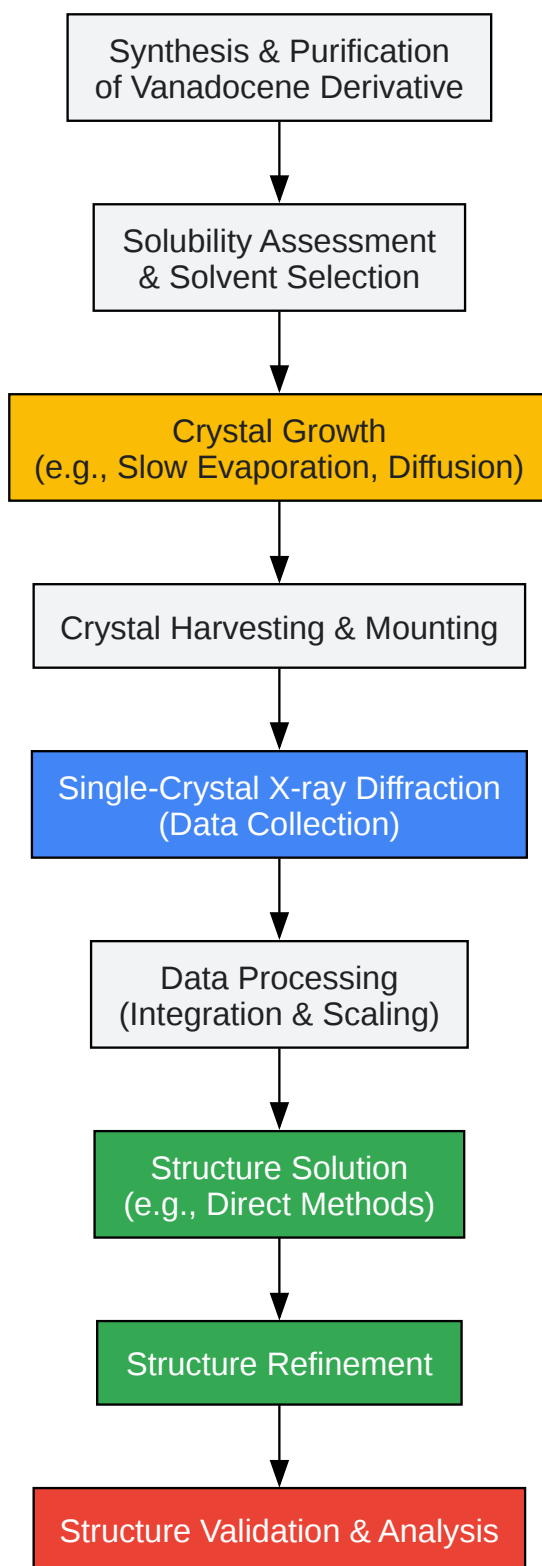 Synthesis & Purification
of Vanadocene Derivative
Solubility Assessment
& Solvent Selection
Crystal Growth
(e.g., Slow Evaporation, Diffusion)
Crystal Harvesting & Mounting
Single-Crystal X-ray Diffraction
(Data Collection)
Data Processing
(Integration & Scaling)
Structure Solution
(e.g., Direct Methods)
Structure Refinement
Structure Validation & Analysis